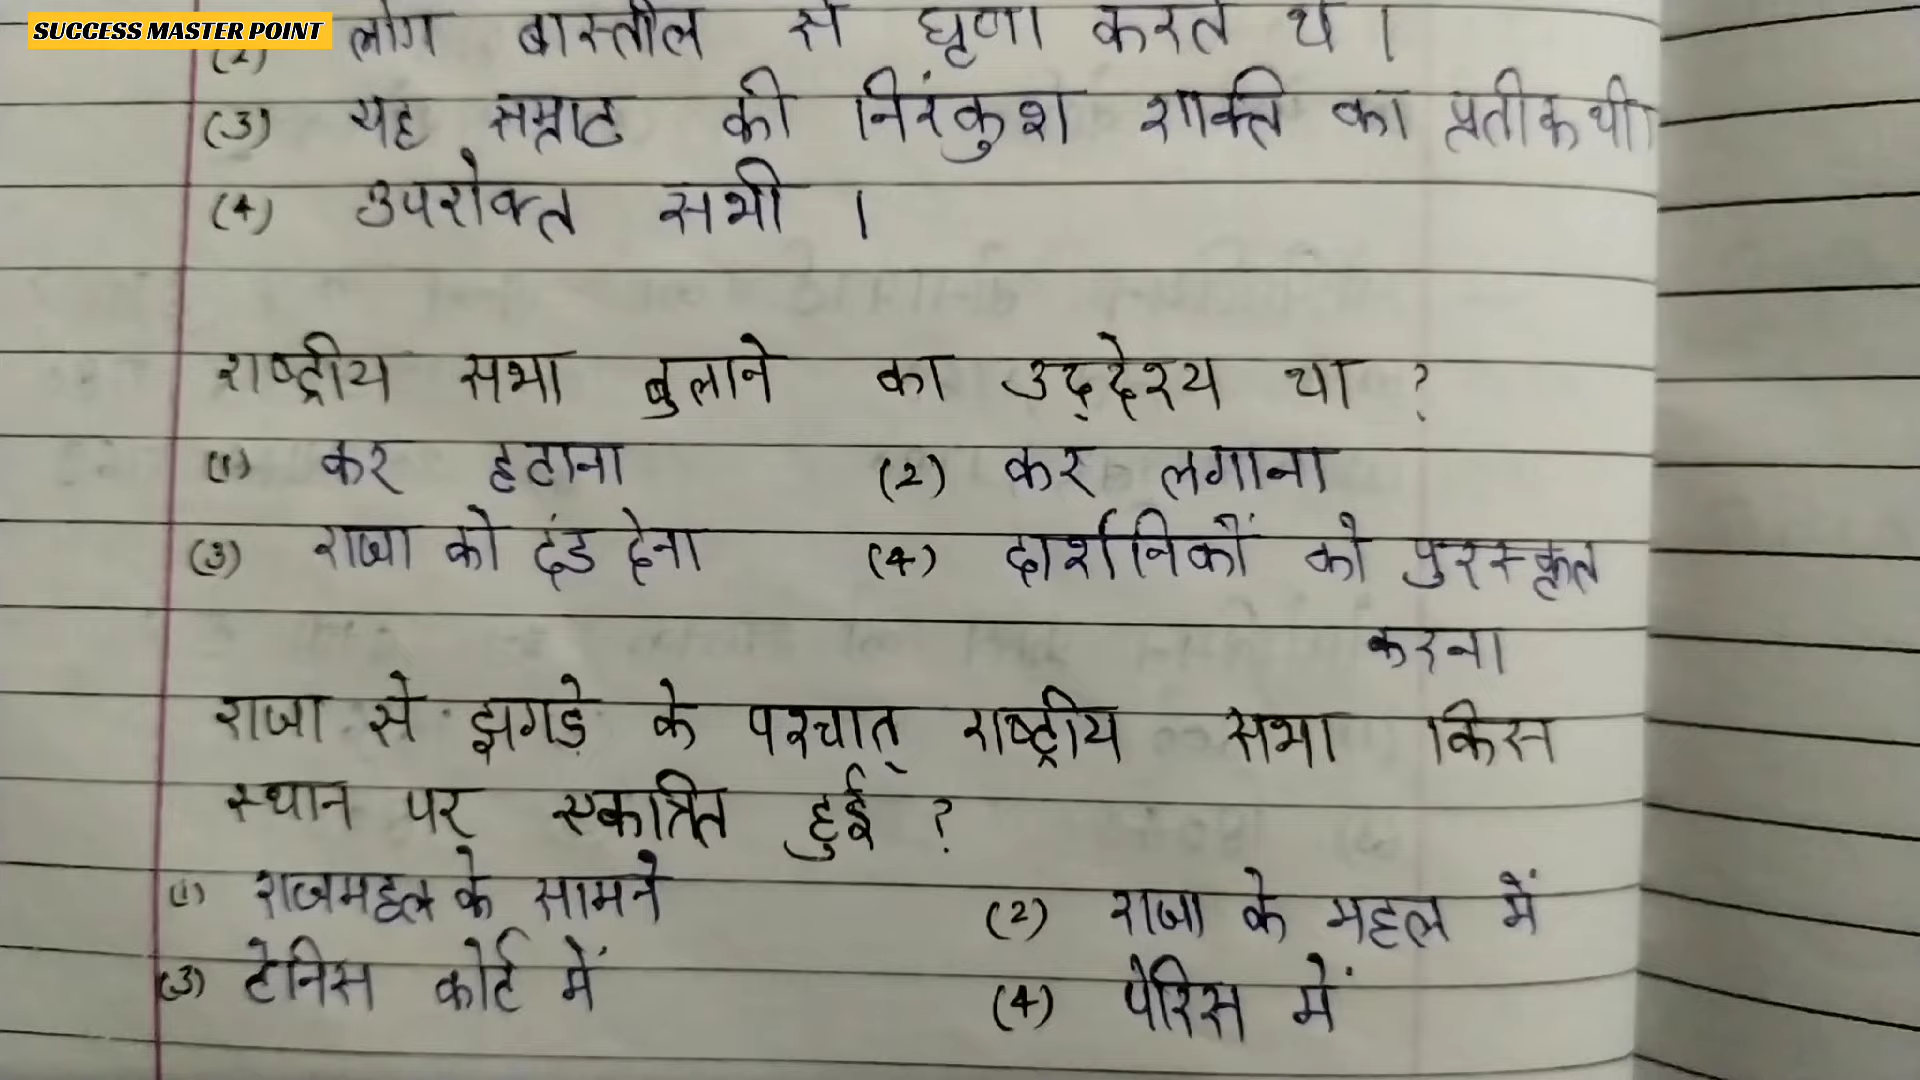 SUCCESS MASTER POINT
(2) लोग बास्तील से घृणा करते थे ।
(3) यह सम्राट की निरंकुश शक्ति का प्रतीक थी
(4) उपरोक्त सभी ।
राष्ट्रीय सभा बुलाने का उद्देश्य था ?
(1) कर हटाना (2) कर लगाना
(3) राजा को दंड देना (4) दार्शनिकों को पुरस्कृत
करना
राजा से झगड़े के पश्चात् राष्ट्रीय सभा किस
स्थान पर एकत्रित हुई ?
(1) राजमहल के सामने (2) राजा के महल में
(3) टेनिस कोर्ट में (4) पेरिस में